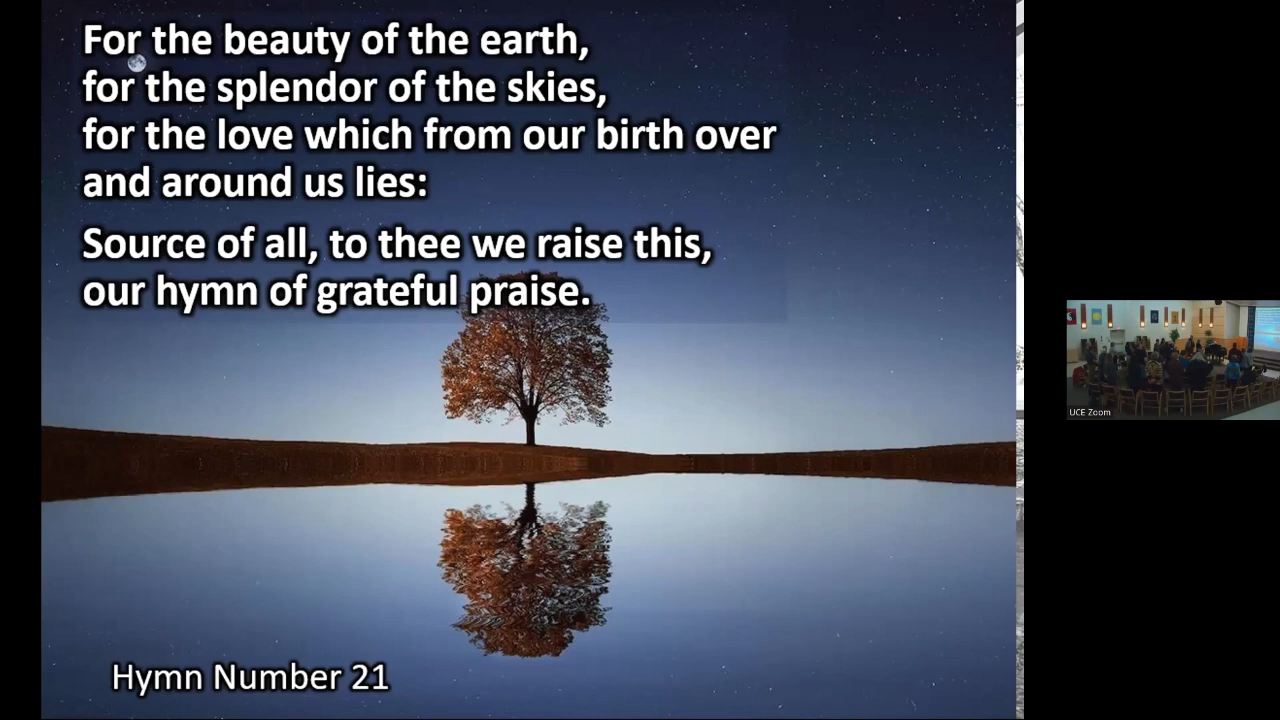 For the beauty of the earth,
for the splendor of the skies,
for the love which from our birth over
and around us lies:
Source of all, to thee we raise this,
our hymn of grateful praise.
Hymn Number 21
UCE Zoom